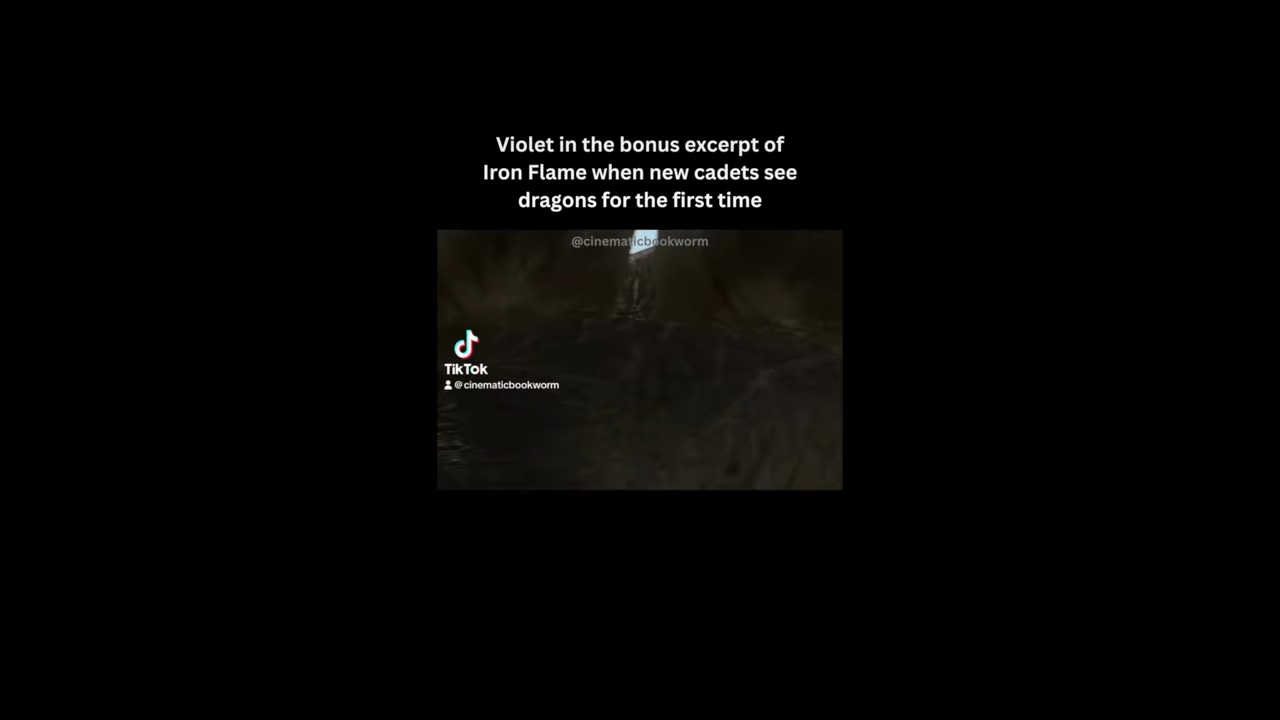 Violet in the bonus excerpt of
Iron Flame when new cadets see
dragons for the first time
@cinematicbookworm
TikTok
@cinematicbookworm